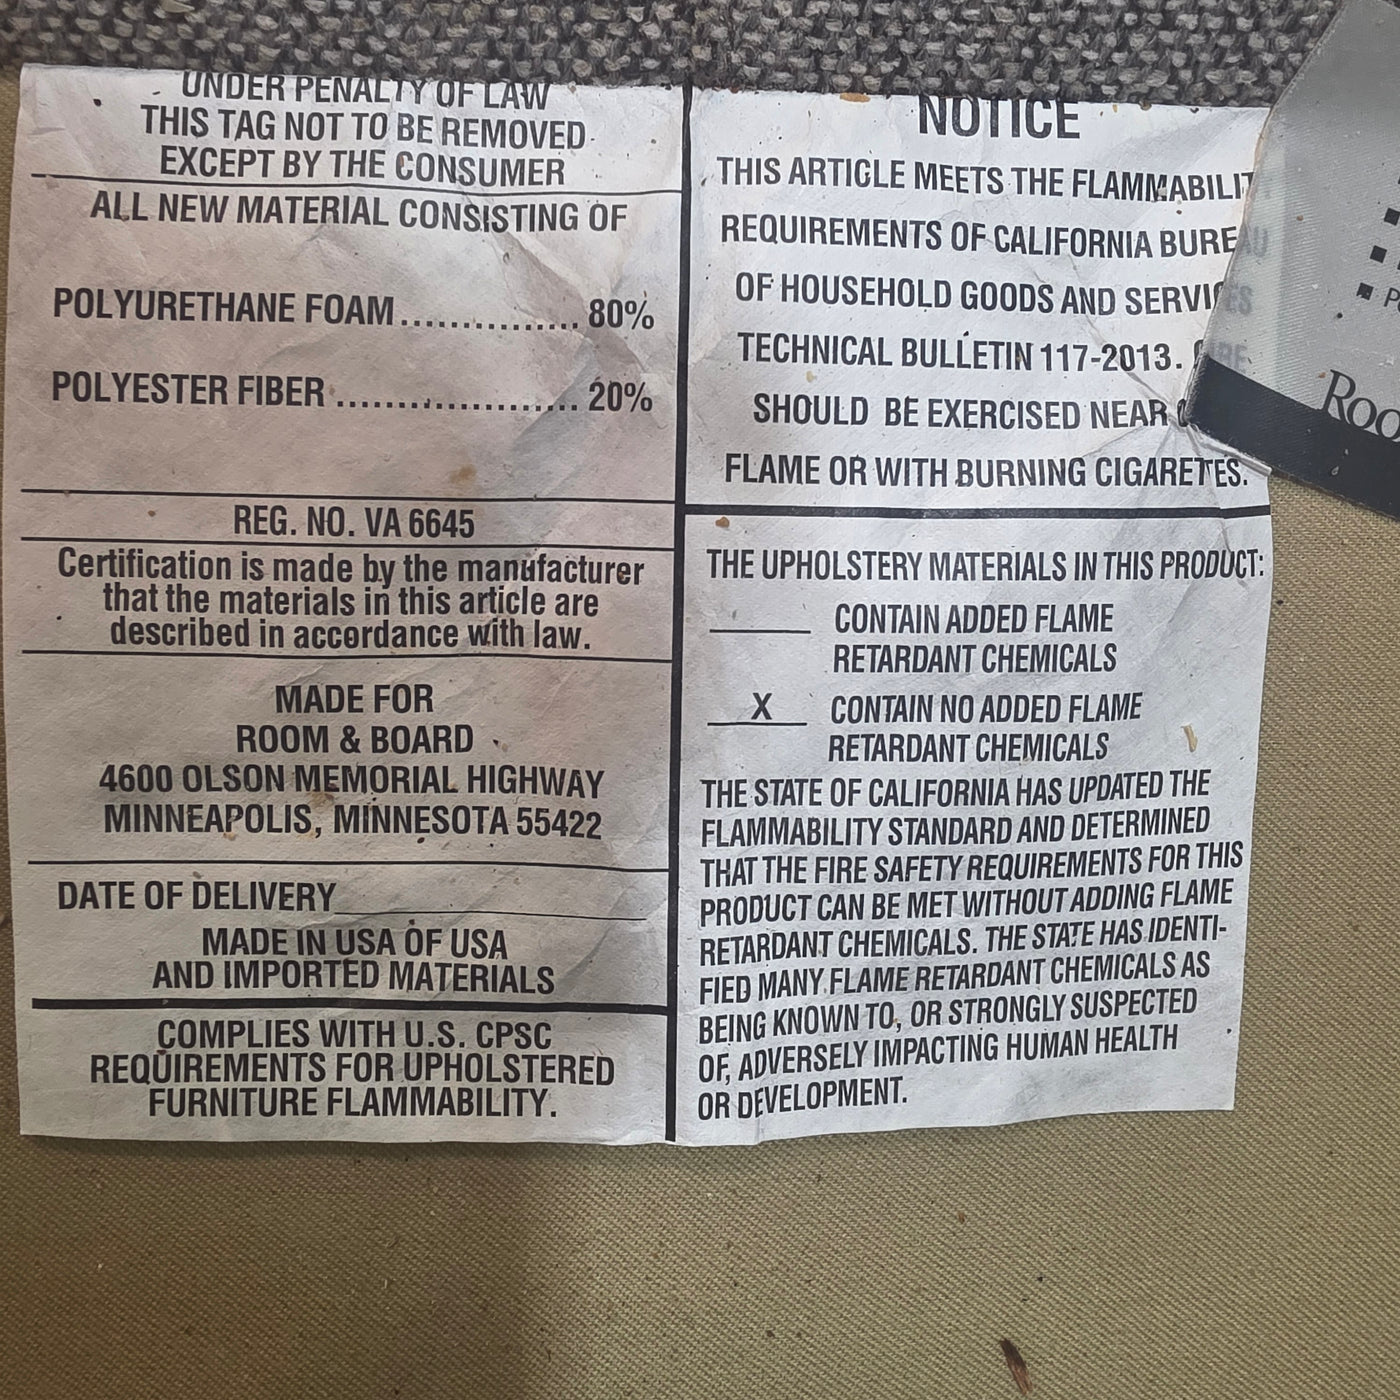 UNDER PENALTY OF LAW
THIS TAG NOT TO BE REMOVED
EXCEPT BY THE CONSUMER
ALL NEW MATERIAL CONSISTING OF
POLYURETHANE FOAM.............. 80%
POLYESTER FIBER .................... 20%
REG. NO. VA 6645
Certification is made by the manufacturer
that the materials in this article are
described in accordance with law.
MADE FOR
ROOM & BOARD
4600 OLSON MEMORIAL HIGHWAY
MINNEAPOLIS, MINNESOTA 55422
DATE OF DELIVERY
MADE IN USA OF USA
AND IMPORTED MATERIALS
COMPLIES WITH U.S. CPSC
REQUIREMENTS FOR UPHOLSTERED
FURNITURE FLAMMABILITY.
NOTICE
THIS ARTICLE MEETS THE FLAMMABILIT
REQUIREMENTS OF CALIFORNIA BUREAU
OF HOUSEHOLD GOODS AND SERVICES
TECHNICAL BULLETIN 117-2013.
SHOULD BE EXERCISED NEAR
FLAME OR WITH BURNING CIGARETES.
THE UPHOLSTERY MATERIALS IN THIS PRODUCT:
CONTAIN ADDED FLAME
RETARDANT CHEMICALS
X CONTAIN NO ADDED FLAME
RETARDANT CHEMICALS
THE STATE OF CALIFORNIA HAS UPDATED THE
FLAMMABILITY STANDARD AND DETERMINED
THAT THE FIRE SAFETY REQUIREMENTS FOR THIS
PRODUCT CAN BE MET WITHOUT ADDING FLAME
RETARDANT CHEMICALS. THE STATE HAS IDENTI-
FIED MANY FLAME RETARDANT CHEMICALS AS
BEING KNOWN TO, OR STRONGLY SUSPECTED
OF, ADVERSELY IMPACTING HUMAN HEALTH
OR DEVELOPMENT.
Roo